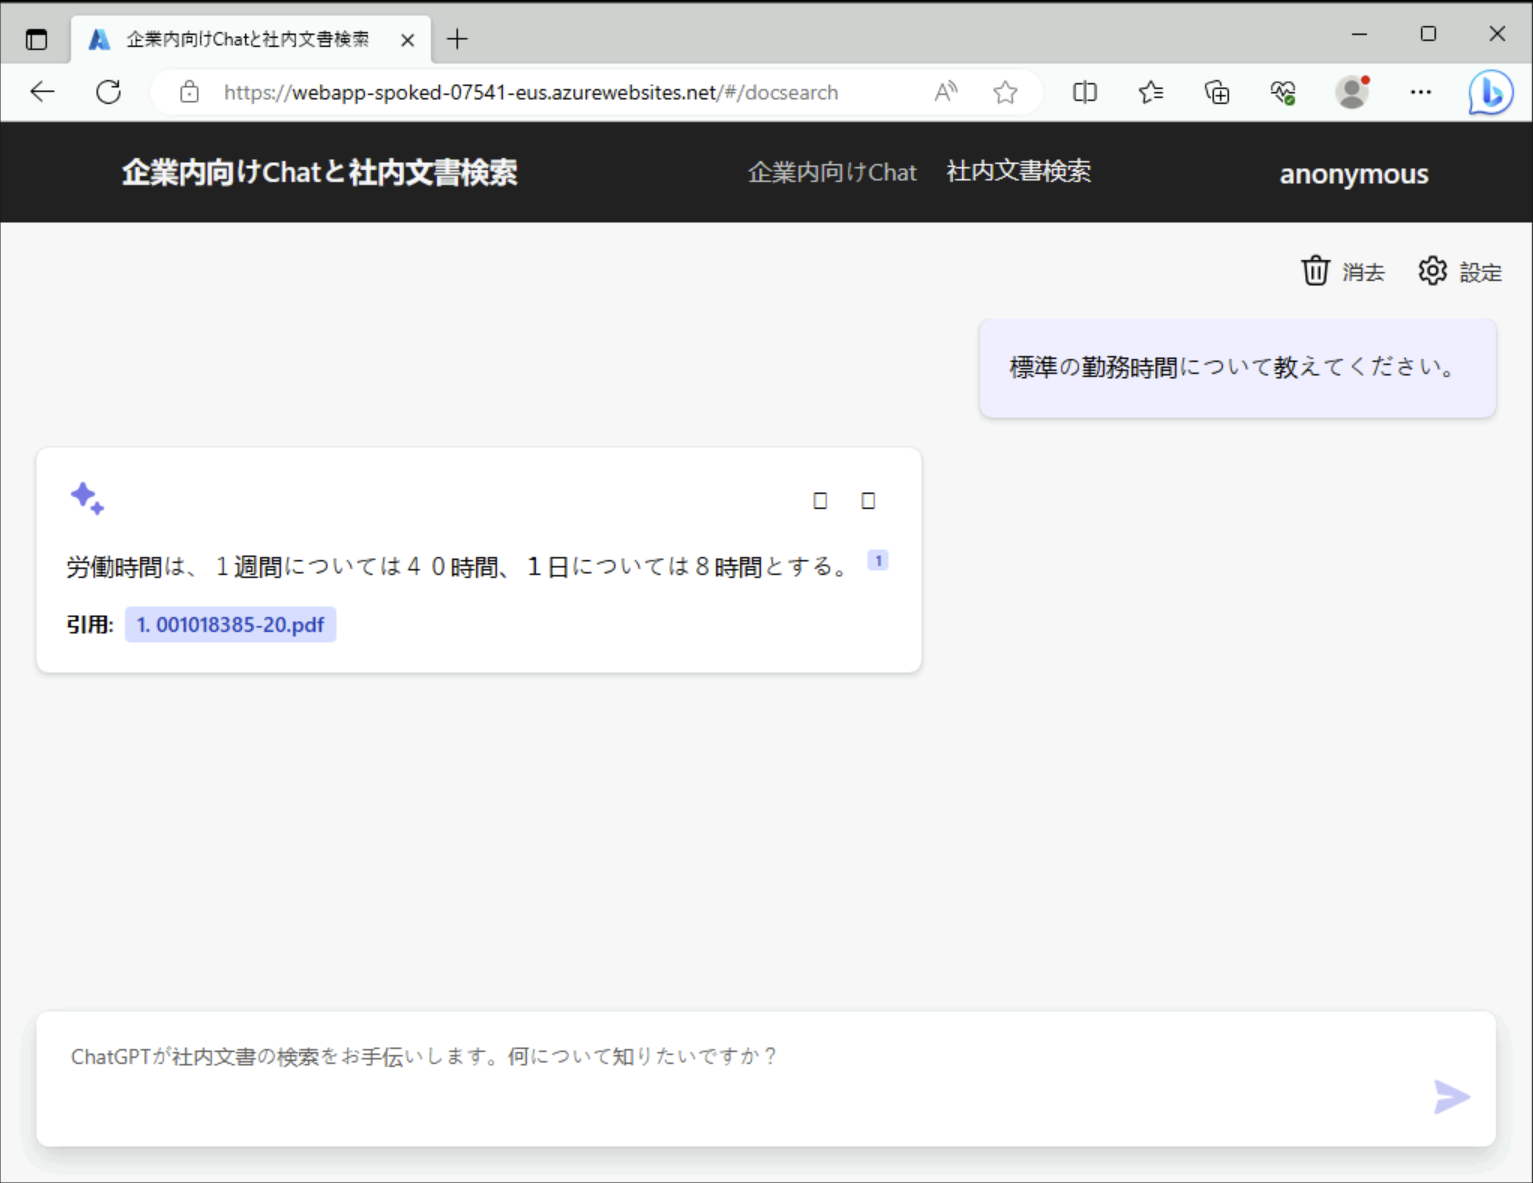 企業内向けChatと社内文書検索
https://webapp-spoked-07541-eus.azurewebsites.net/#/docsearch
企業内向けChatと社内文書検索 企業内向けChat 社内文書検索 anonymous
消去 設定
標準の勤務時間について教えてください。
労働時間は、１週間については４０時間、１日については８時間とする。 1
引用: 1. 001018385-20.pdf
ChatGPTが社内文書の検索をお手伝いします。何について知りたいですか？